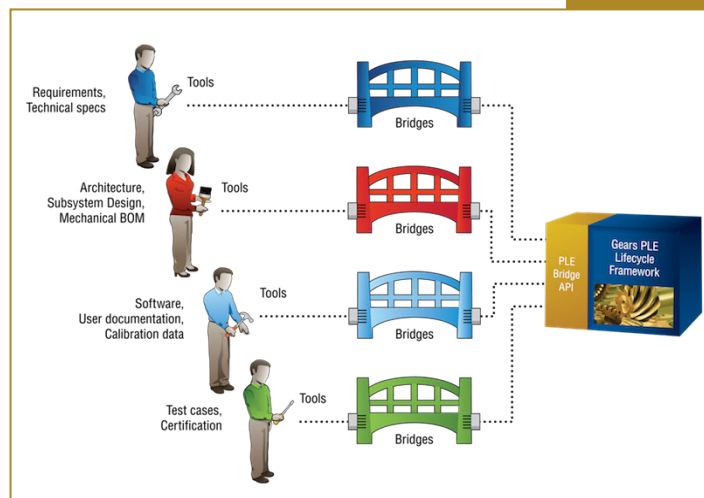 Requirements,
Technical specs
Tools
Bridges
Architecture,
Subsystem Design,
Mechanical BOM
Tools
Bridges
Software,
User documentation,
Calibration data
Tools
Bridges
Test cases,
Certification
Tools
Bridges
PLE
Bridge
API
Gears PLE
Lifecycle
Framework